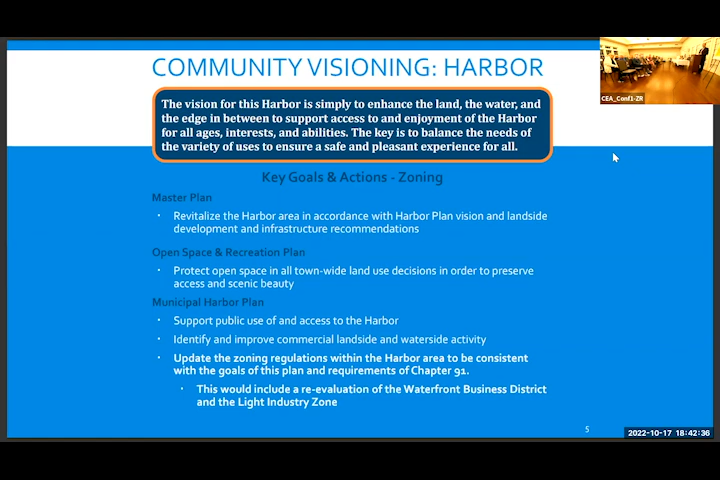 COMMUNITY VISIONING: HARBOR
The vision for this Harbor is simply to enhance the land, the water, and
the edge in between to support access to and enjoyment of the Harbor
for all ages, interests, and abilities. The key is to balance the needs of
the variety of uses to ensure a safe and pleasant experience for all.
CEA_Conf1-ZR
Key Goals & Actions - Zoning
Master Plan
• Revitalize the Harbor area in accordance with Harbor Plan vision and landside
development and infrastructure recommendations
Open Space & Recreation Plan
• Protect open space in all town-wide land use decisions in order to preserve
access and scenic beauty
Municipal Harbor Plan
• Support public use of and access to the Harbor
• Identify and improve commercial landside and waterside activity
• Update the zoning regulations within the Harbor area to be consistent
with the goals of this plan and requirements of Chapter 91.
• This would include a re-evaluation of the Waterfront Business District
and the Light Industry Zone
5
2022-10-17 18:42:36